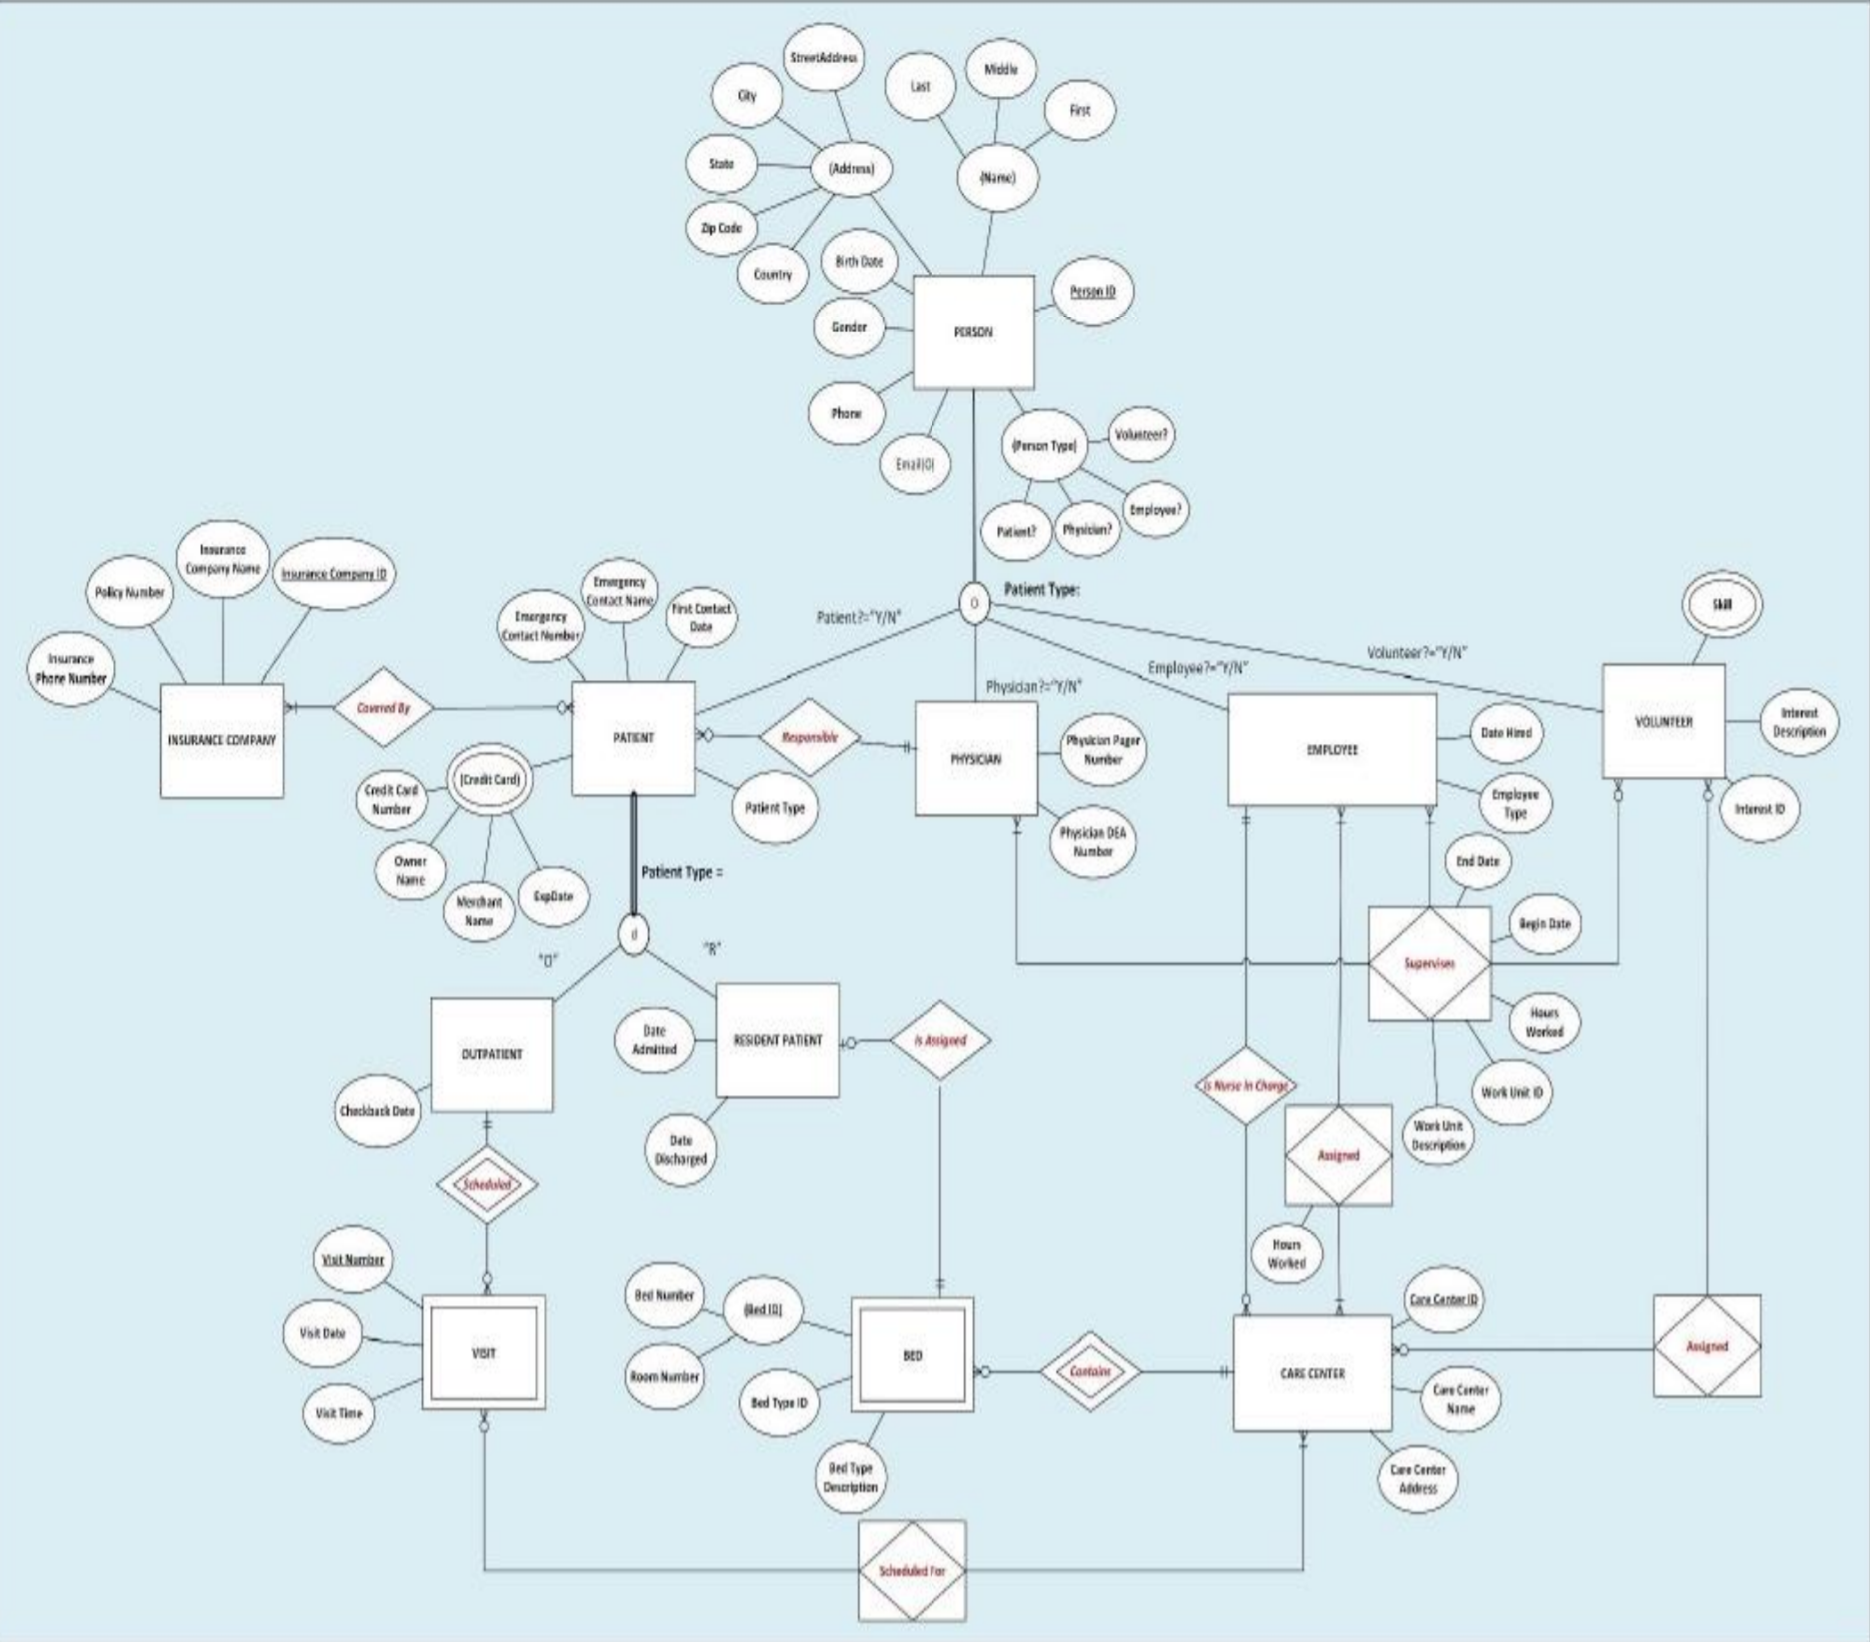 StreetAddress
City
State
Zip Code
Country
(Address)
Last
Middle
First
(Name)
Birth Date
Gender
Phone
Email(O)
PERSON
Person ID
(Person Type)
Volunteer?
Employee?
Physician?
Patient?
O
Patient Type:
Patient?="Y/N"
Physician?="Y/N"
Employee?="Y/N"
Volunteer?="Y/N"
Insurance
Phone Number
Policy Number
Insurance
Company Name
Insurance Company ID
INSURANCE COMPANY
Covered By
Emergency
Contact Number
Emergency
Contact Name
First Contact
Date
PATIENT
(Credit Card)
Credit Card
Number
Owner
Name
Merchant
Name
ExpDate
Patient Type
Responsible
PHYSICIAN
Physician Pager
Number
Physician DEA
Number
EMPLOYEE
Date Hired
Employee
Type
VOLUNTEER
Skill
Interest
Description
Interest ID
Patient Type =
d
"O"
"R"
OUTPATIENT
Checkback Date
RESIDENT PATIENT
Date
Admitted
Date
Discharged
Is Assigned
Supervises
End Date
Begin Date
Hours
Worked
Work Unit ID
Work Unit
Description
Is Nurse In Charge
Assigned
Hours
Worked
Scheduled
Visit Number
Visit Date
Visit Time
VISIT
Bed Number
(Bed ID)
Room Number
Bed Type ID
Bed Type
Description
BED
Contains
CARE CENTER
Care Center ID
Care Center
Name
Care Center
Address
Assigned
Scheduled For